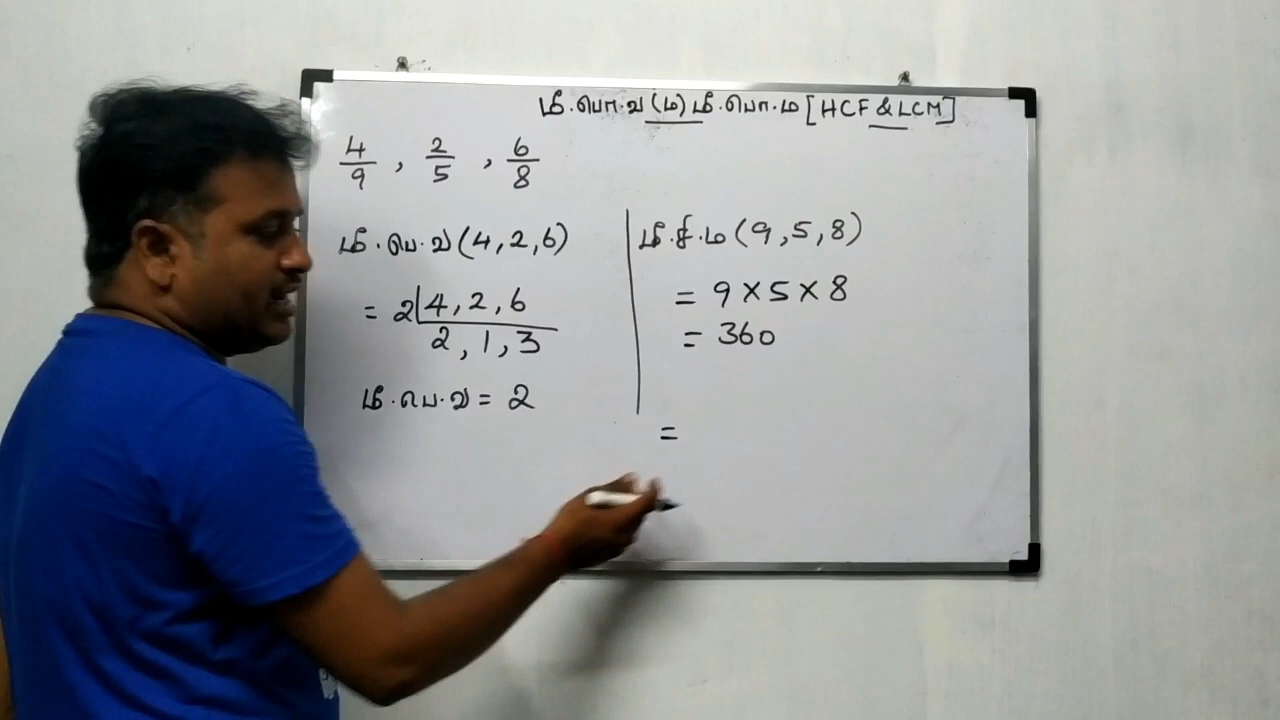 மீ.பொ.வ (ம) மீ.பொ.ம [HCF & LCM]
4/9 , 2/5 , 6/8
மீ.பெ.வ (4, 2, 6)
= 2 | 4, 2, 6
2, 1, 3
மீ.பெ.வ = 2
மீ.சி.ம (9, 5, 8)
= 9 × 5 × 8
= 360
=